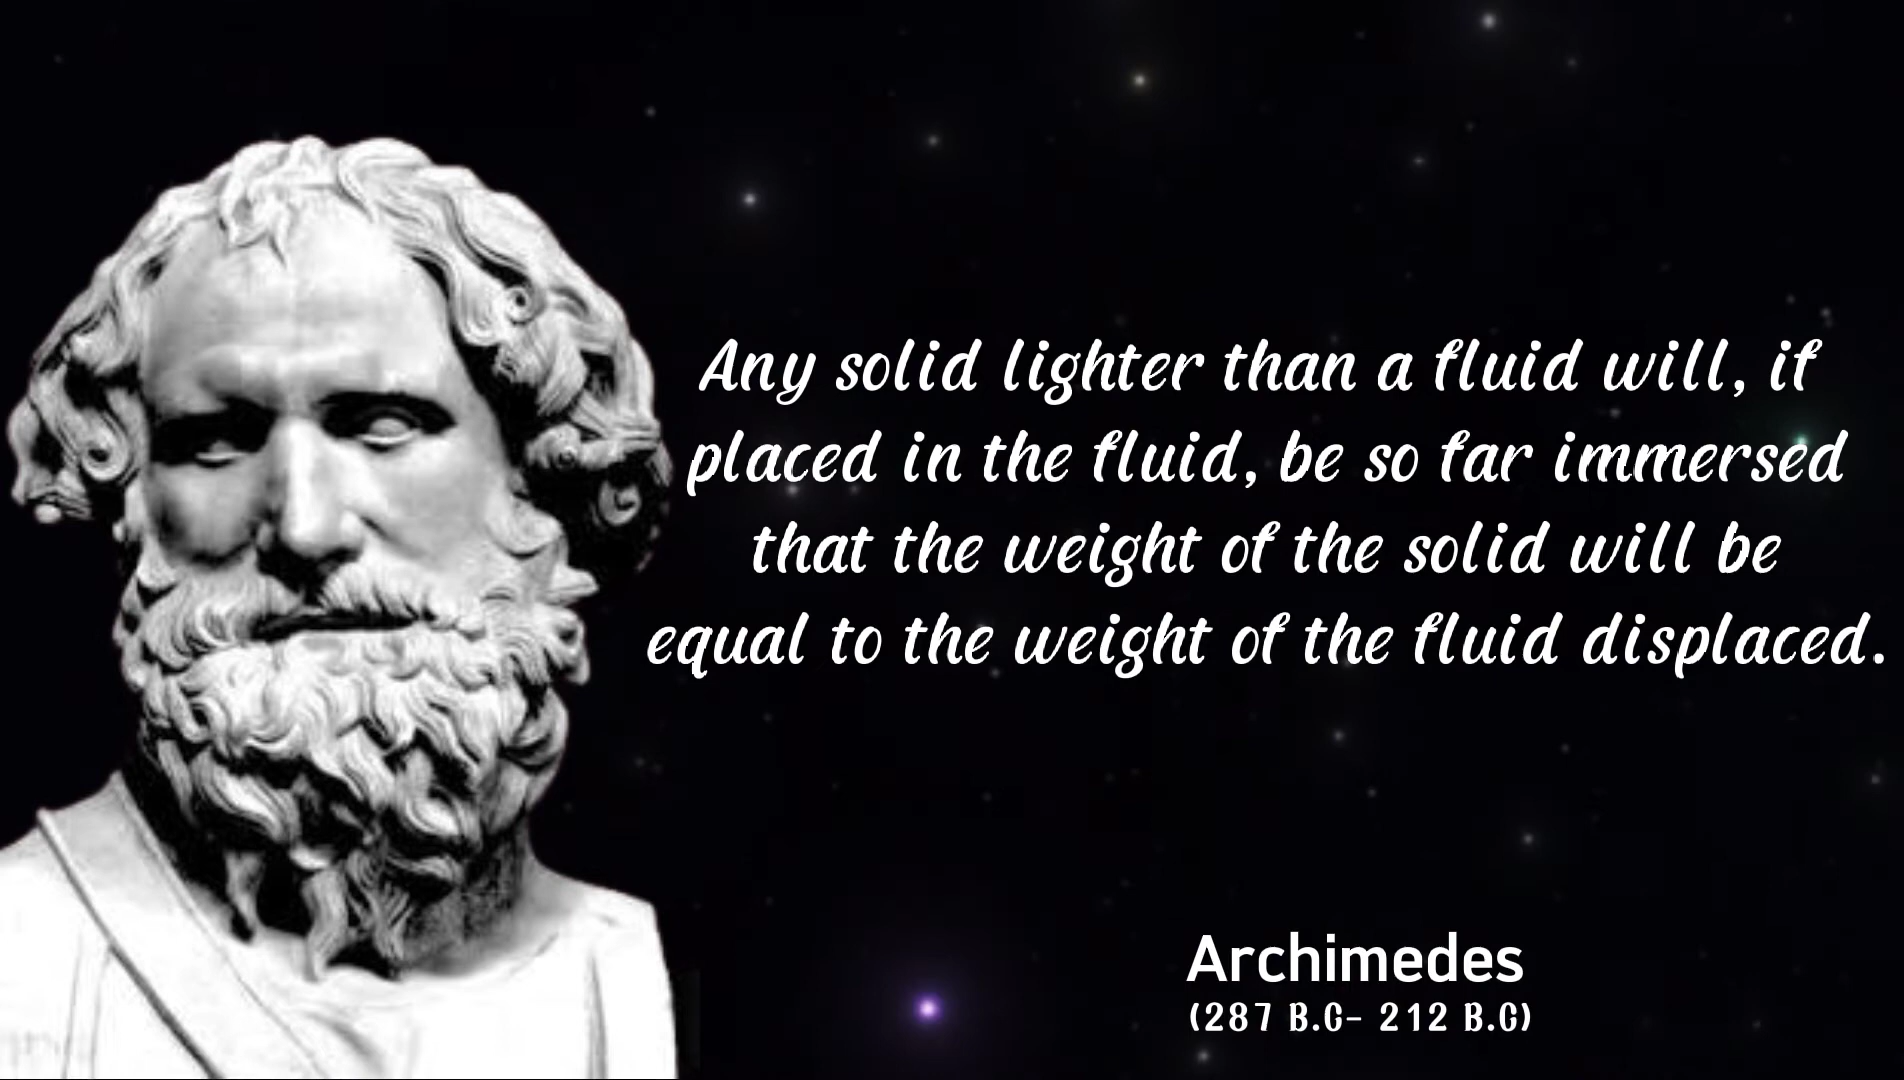 Any solid lighter than a fluid will, if
placed in the fluid, be so far immersed
that the weight of the solid will be
equal to the weight of the fluid displaced.
Archimedes
(287 B.C- 212 B.C)